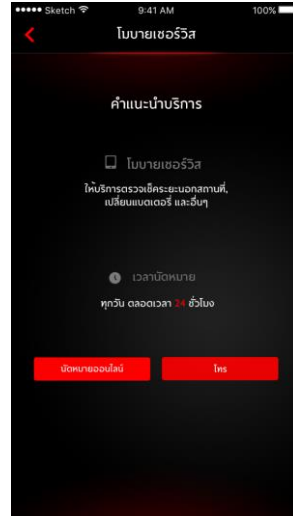 Sketch 9:41 AM 100%
โมบายเซอร์วิส
คำแนะนำบริการ
โมบายเซอร์วิส
ให้บริการตรวจเช็คระยะนอกสถานที่,
เปลี่ยนแบตเตอรี่ และอื่นๆ
เวลานัดหมาย
ทุกวัน ตลอดเวลา 24 ชั่วโมง
นัดหมายออนไลน์ โทร